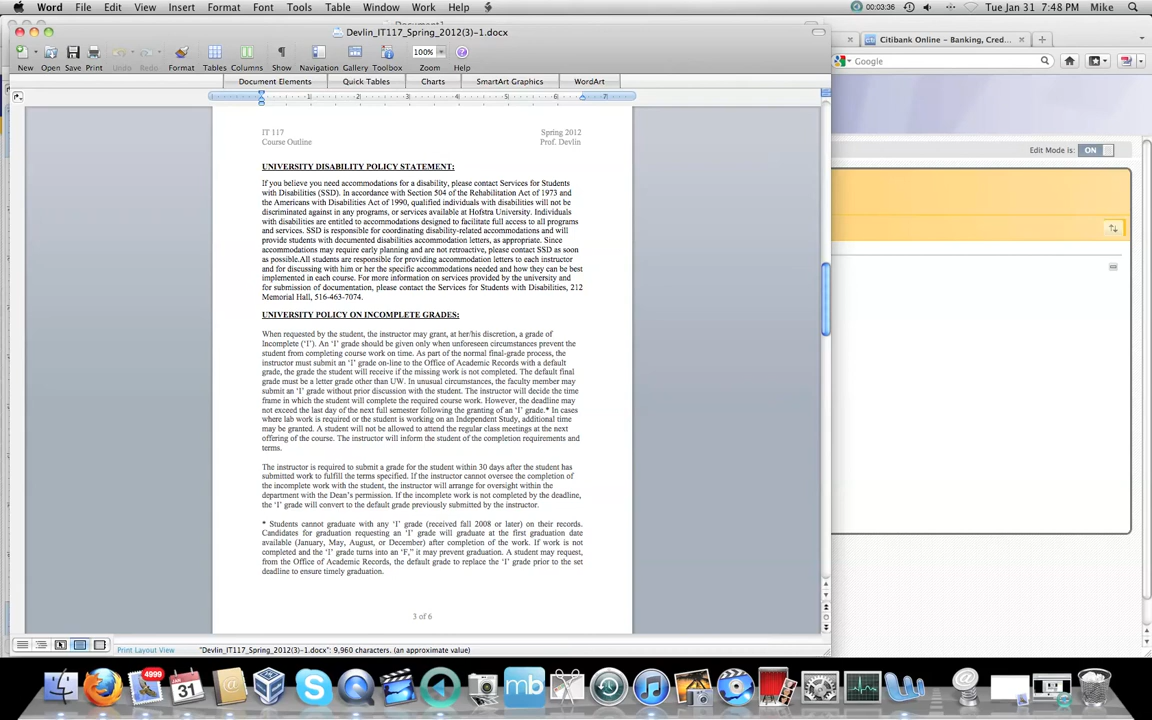 Word File Edit View Insert Format Font Tools Table Window Work Help
00:03:36 Tue Jan 31 7:48 PM Mike
Devlin_IT117_Spring_2012(3)-1.docx
Citibank Online – Banking, Cred...
100%
New Open Save Print Undo Redo Format Tables Columns Show Navigation Gallery Toolbox Zoom Help
Google
Document Elements Quick Tables Charts SmartArt Graphics WordArt
1 2 3 4 5 6 7
IT 117 Spring 2012
Course Outline Prof. Devlin
Edit Mode is: ON
UNIVERSITY DISABILITY POLICY STATEMENT:
If you believe you need accommodations for a disability, please contact Services for Students
with Disabilities (SSD). In accordance with Section 504 of the Rehabilitation Act of 1973 and
the Americans with Disabilities Act of 1990, qualified individuals with disabilities will not be
discriminated against in any programs, or services available at Hofstra University. Individuals
with disabilities are entitled to accommodations designed to facilitate full access to all programs
and services. SSD is responsible for coordinating disability-related accommodations and will
provide students with documented disabilities accommodation letters, as appropriate. Since
accommodations may require early planning and are not retroactive, please contact SSD as soon
as possible.All students are responsible for providing accommodation letters to each instructor
and for discussing with him or her the specific accommodations needed and how they can be best
implemented in each course. For more information on services provided by the university and
for submission of documentation, please contact the Services for Students with Disabilities, 212
Memorial Hall, 516-463-7074.
UNIVERSITY POLICY ON INCOMPLETE GRADES:
When requested by the student, the instructor may grant, at her/his discretion, a grade of
Incomplete (‘I’). An ‘I’ grade should be given only when unforeseen circumstances prevent the
student from completing course work on time. As part of the normal final-grade process, the
instructor must submit an ‘I’ grade on-line to the Office of Academic Records with a default
grade, the grade the student will receive if the missing work is not completed. The default final
grade must be a letter grade other than UW. In unusual circumstances, the faculty member may
submit an ‘I’ grade without prior discussion with the student. The instructor will decide the time
frame in which the student will complete the required course work. However, the deadline may
not exceed the last day of the next full semester following the granting of an ‘I’ grade.* In cases
where lab work is required or the student is working on an Independent Study, additional time
may be granted. A student will not be allowed to attend the regular class meetings at the next
offering of the course. The instructor will inform the student of the completion requirements and
terms.
The instructor is required to submit a grade for the student within 30 days after the student has
submitted work to fulfill the terms specified. If the instructor cannot oversee the completion of
the incomplete work with the student, the instructor will arrange for oversight within the
department with the Dean's permission. If the incomplete work is not completed by the deadline,
the ‘I’ grade will convert to the default grade previously submitted by the instructor.
* Students cannot graduate with any ‘I’ grade (received fall 2008 or later) on their records.
Candidates for graduation requesting an ‘I’ grade will graduate at the first graduation date
available (January, May, August, or December) after completion of the work. If work is not
completed and the ‘I’ grade turns into an ‘F,” it may prevent graduation. A student may request,
from the Office of Academic Records, the default grade to replace the ‘I’ grade prior to the set
deadline to ensure timely graduation.
3 of 6
Print Layout View "Devlin_IT117_Spring_2012(3)-1.docx": 9,960 characters. (an approximate value)
4999
JAN
31
mb